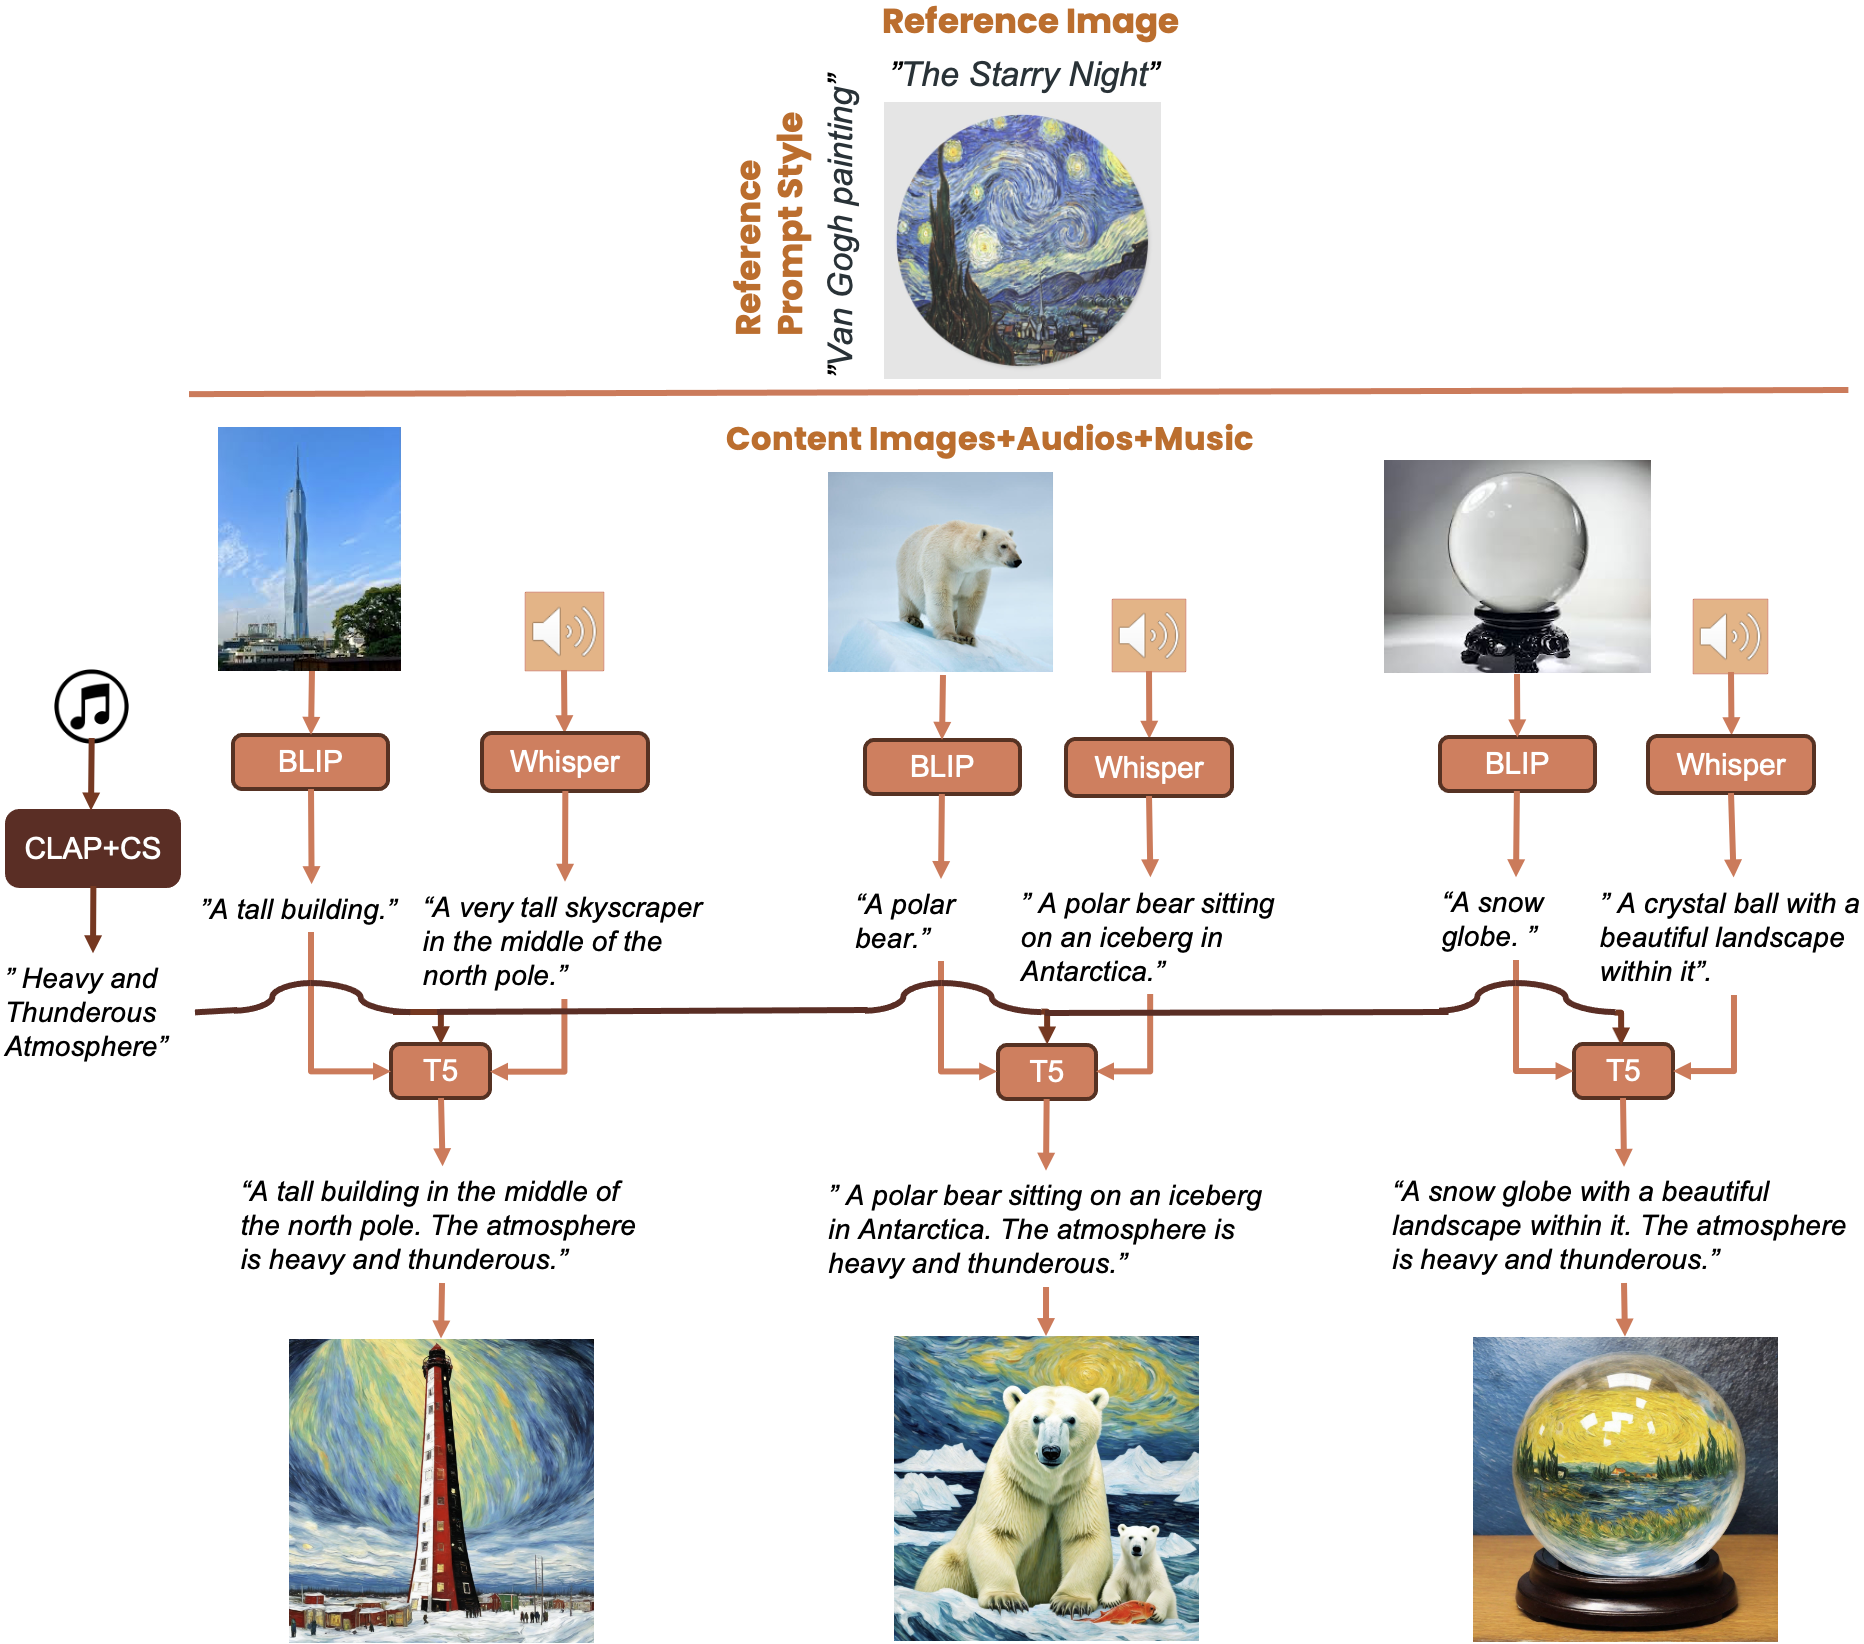 Reference Image
”The Starry Night”
Reference
Prompt Style
”Van Gogh painting”
Content Images+Audios+Music
BLIP
Whisper
BLIP
Whisper
BLIP
Whisper
CLAP+CS
”A tall building.”
“A very tall skyscraper
in the middle of the
north pole.”
“A polar
bear.”
” A polar bear sitting
on an iceberg in
Antarctica.”
“A snow
globe. ”
” A crystal ball with a
beautiful landscape
within it”.
” Heavy and
Thunderous
Atmosphere”
T5
T5
T5
“A tall building in the middle of
the north pole. The atmosphere
is heavy and thunderous.”
” A polar bear sitting on an iceberg
in Antarctica. The atmosphere is
heavy and thunderous.”
“A snow globe with a beautiful
landscape within it. The atmosphere
is heavy and thunderous.”